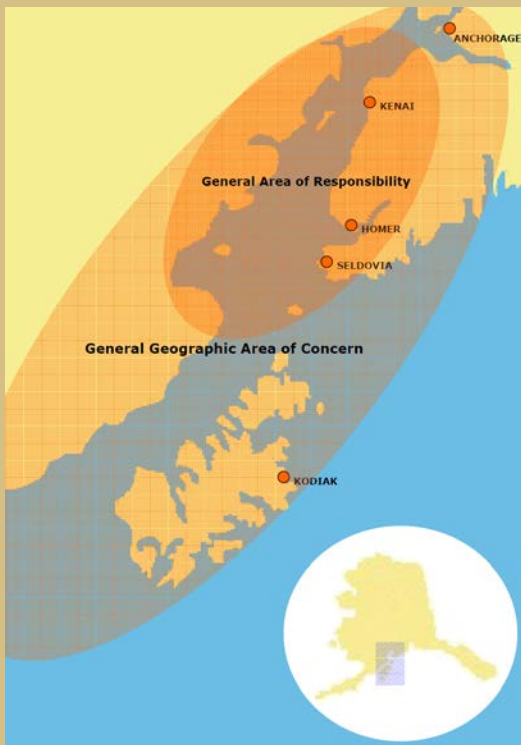 ANCHORAGE
KENAI
General Area of Responsibility
HOMER
SELDOVIA
General Geographic Area of Concern
KODIAK